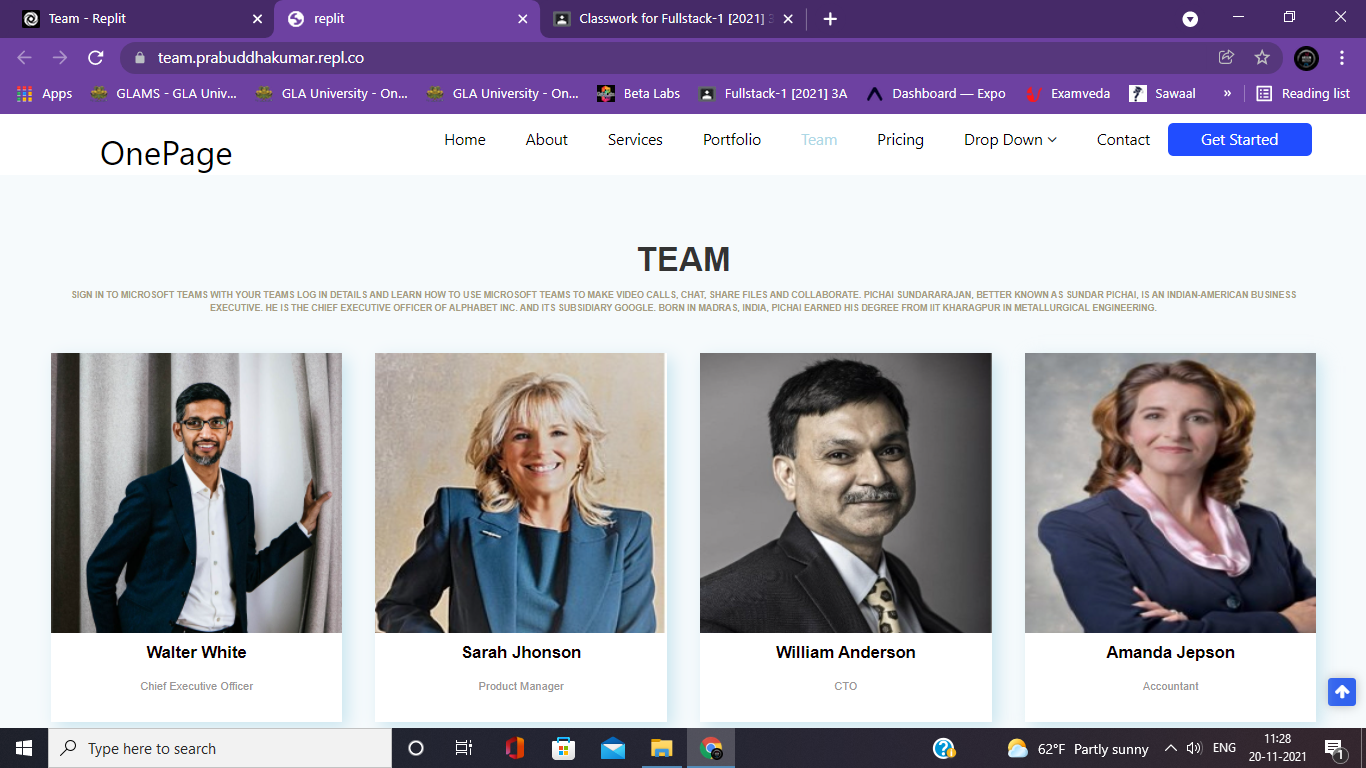 Team - Replit
replit
Classwork for Fullstack-1 [2021] 3
team.prabuddhakumar.repl.co
Apps
GLAMS - GLA Univ...
GLA University - On...
GLA University - On...
Beta Labs
Fullstack-1 [2021] 3A
Dashboard — Expo
Examveda
Sawaal
»
Reading list
OnePage
Home
About
Services
Portfolio
Team
Pricing
Drop Down
Contact
Get Started
TEAM
SIGN IN TO MICROSOFT TEAMS WITH YOUR TEAMS LOG IN DETAILS AND LEARN HOW TO USE MICROSOFT TEAMS TO MAKE VIDEO CALLS, CHAT, SHARE FILES AND COLLABORATE. PICHAI SUNDARARAJAN, BETTER KNOWN AS SUNDAR PICHAI, IS AN INDIAN-AMERICAN BUSINESS
EXECUTIVE. HE IS THE CHIEF EXECUTIVE OFFICER OF ALPHABET INC. AND ITS SUBSIDIARY GOOGLE. BORN IN MADRAS, INDIA, PICHAI EARNED HIS DEGREE FROM IIT KHARAGPUR IN METALLURGICAL ENGINEERING.
Walter White
Chief Executive Officer
Sarah Jhonson
Product Manager
William Anderson
CTO
Amanda Jepson
Accountant
Type here to search
62°F Partly sunny
ENG
11:28
20-11-2021
1